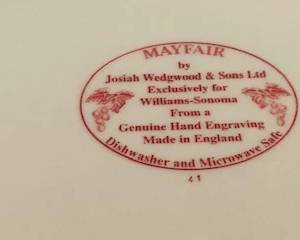 MAYFAIR
by
Josiah Wedgwood & Sons Ltd
Exclusively for
Williams-Sonoma
From a
Genuine Hand Engraving
Made in England
Dishwasher and Microwave Safe
41